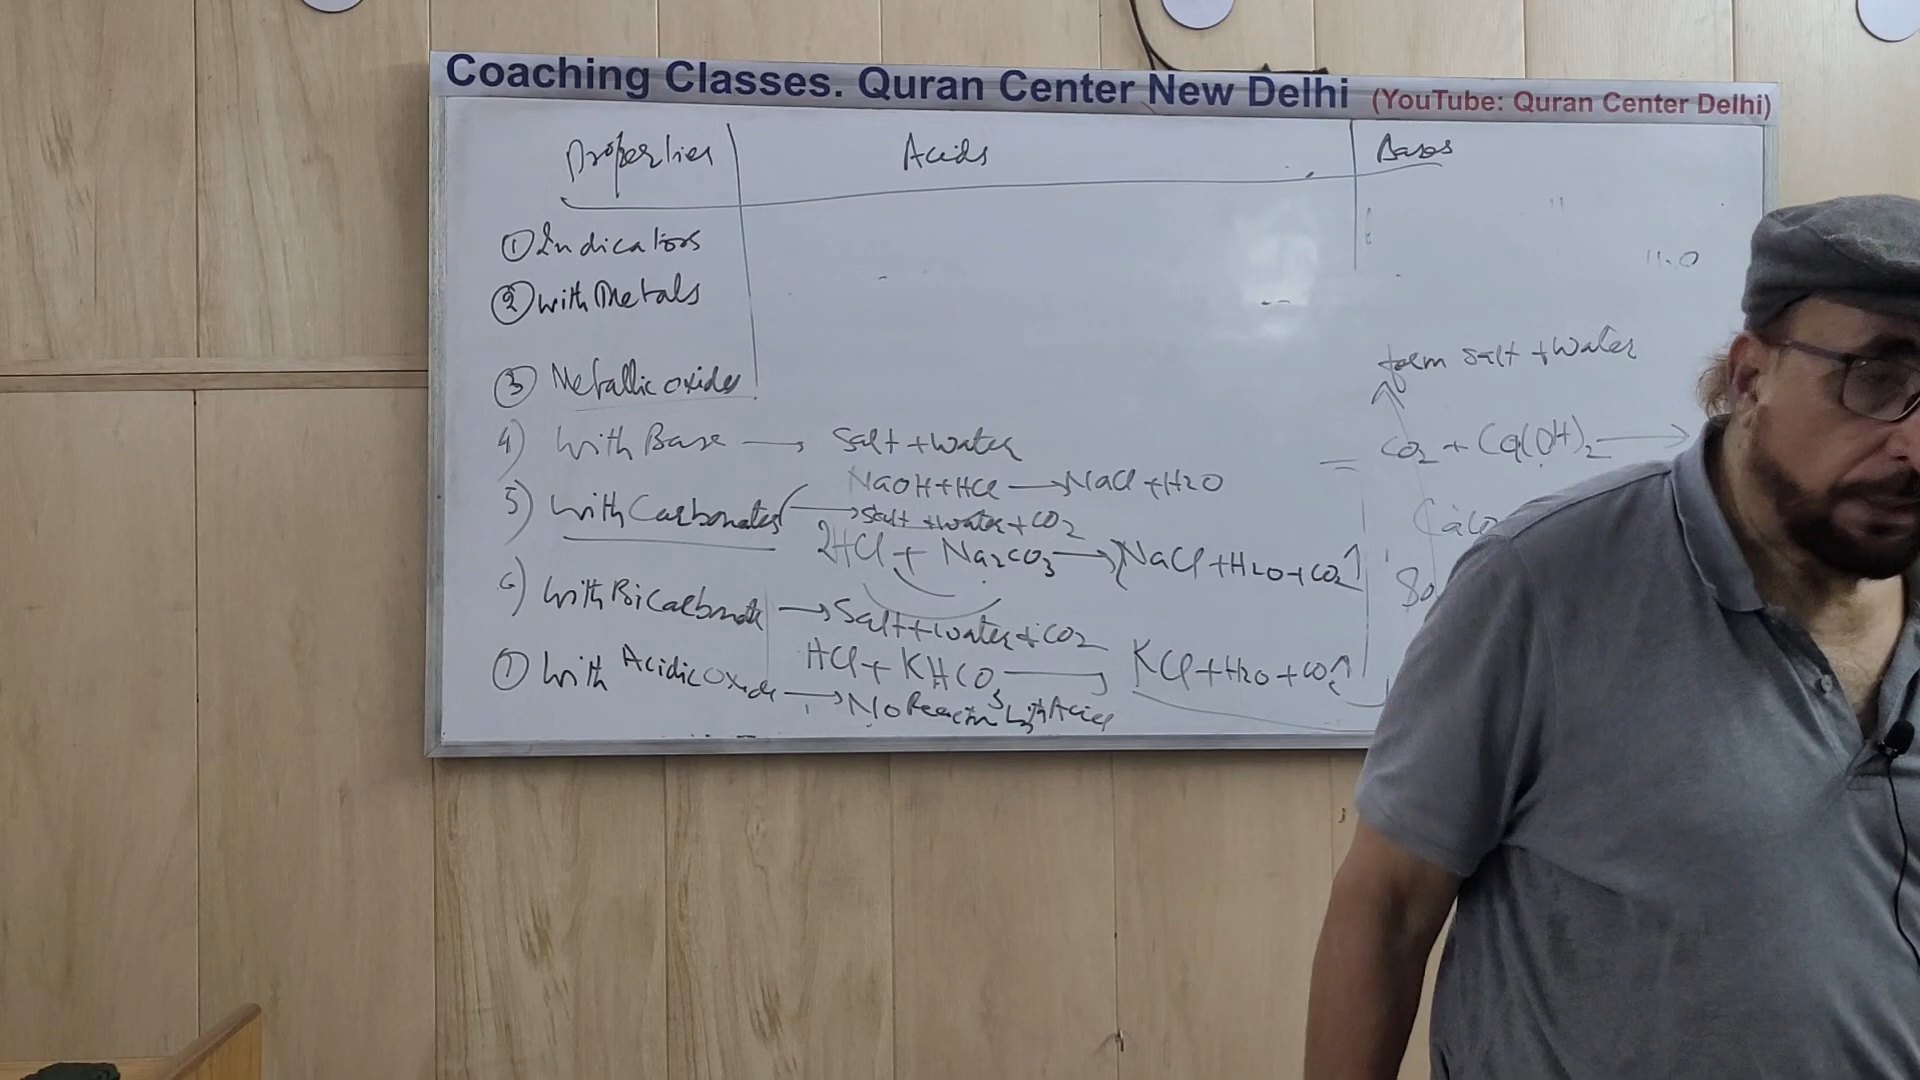 Coaching Classes. Quran Center New Delhi (YouTube: Quran Center Delhi)
Properties Acids Bases
① Indicators
② with Metals
③ Metallic oxides
4) with Base → Salt + water
NaOH + HCl → NaCl + H2O
5) with Carbonates → Salt + water + CO2
2HCl + Na2CO3 → NaCl + H2O + CO2 ↑
6) with Bicarbonate → Salt + water + CO2
HCl + KHCO3 → KCl + H2O + CO2 ↑
⑦ with Acidic Oxide → No Reaction with Acid
form Salt + water
= CO2 + Ca(OH)2 →